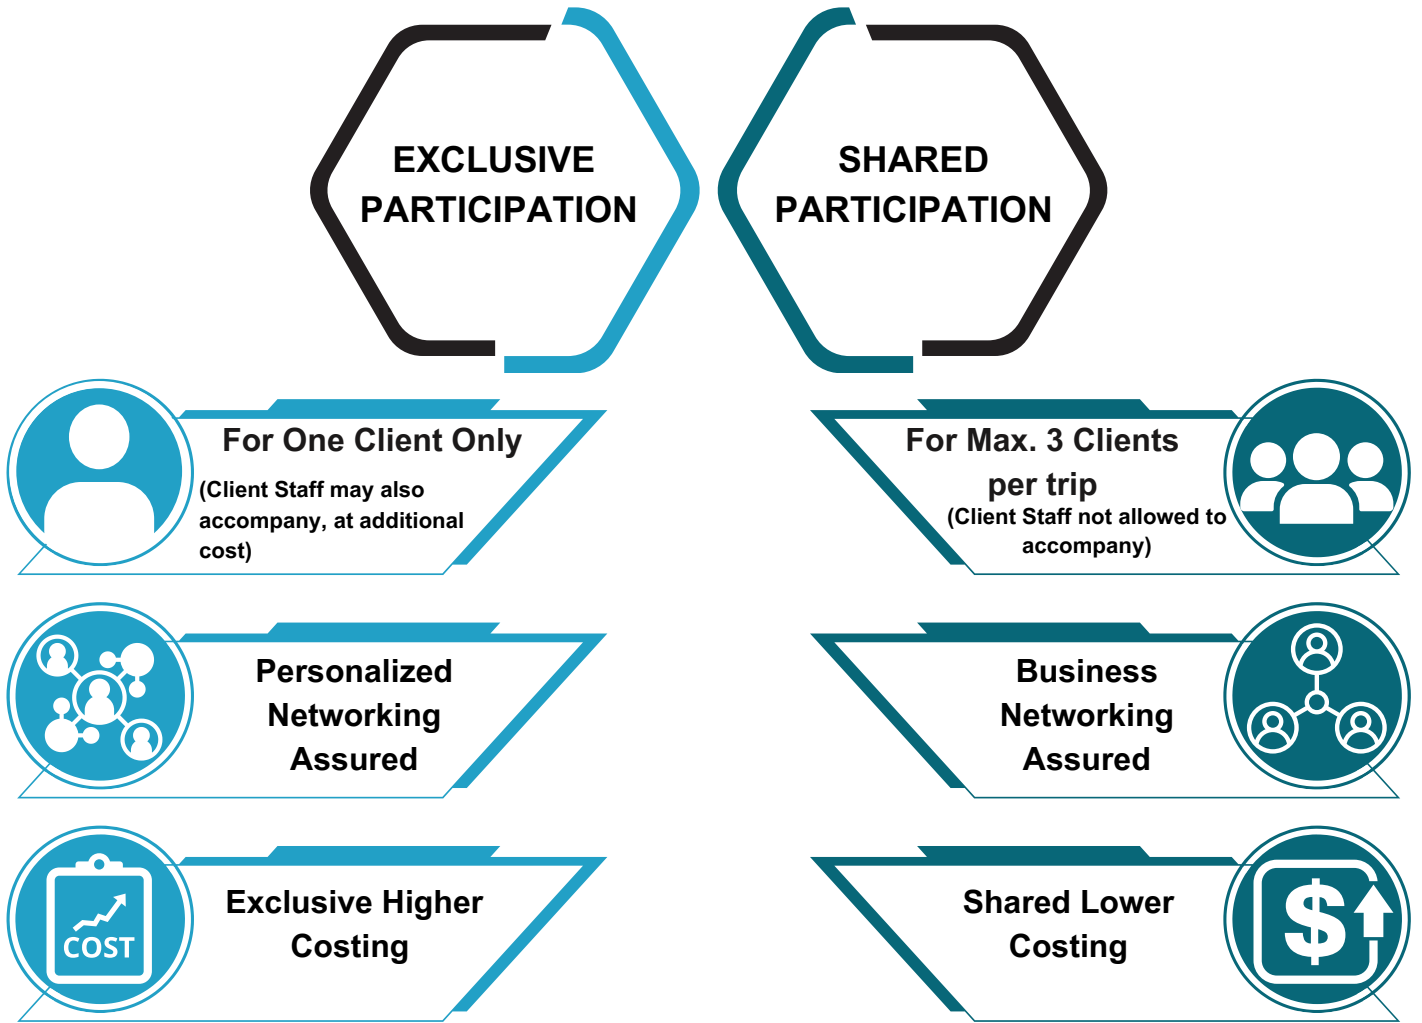 EXCLUSIVE
PARTICIPATION
SHARED
PARTICIPATION
For One Client Only
(Client Staff may also
accompany, at additional
cost)
For Max. 3 Clients
per trip
(Client Staff not allowed to
accompany)
Personalized
Networking
Assured
Business
Networking
Assured
COST
Exclusive Higher
Costing
Shared Lower
Costing
$